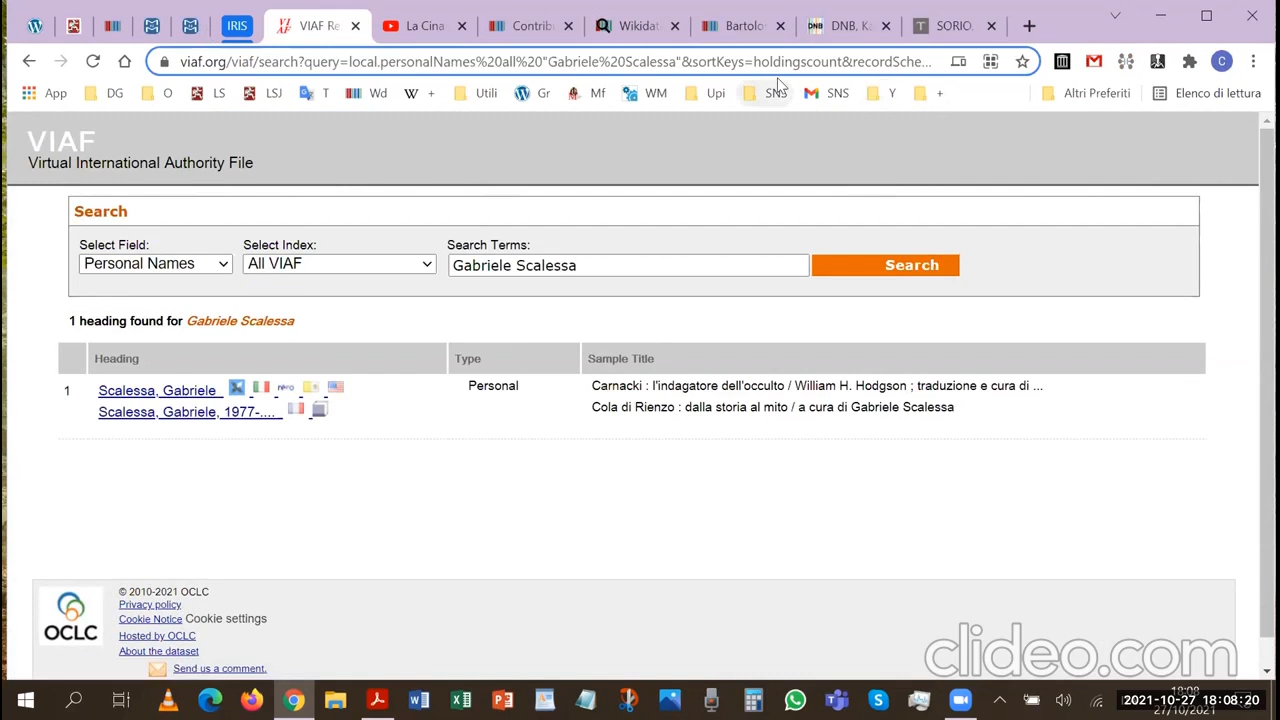 IRIS
VIAF Re
La Cina
Contrib
Wikidat
Bartolo
DNB, Ka
SORIO,
viaf.org/viaf/search?query=local.personalNames%20all%20"Gabriele%20Scalessa"&sortKeys=holdingscount&recordSche...
App
DG
O
LS
LSJ
T
Wd
+
Utili
Gr
Mf
WM
Upi
SNS
SNS
Y
+
Altri Preferiti
Elenco di lettura
VIAF
Virtual International Authority File
Search
Select Field:
Select Index:
Search Terms:
Personal Names
All VIAF
Gabriele Scalessa
Search
1 heading found for Gabriele Scalessa
Heading
Type
Sample Title
1
Scalessa, Gabriele
Personal
Carnacki : l'indagatore dell'occulto / William H. Hodgson ; traduzione e cura di ...
Scalessa, Gabriele, 1977-....
Cola di Rienzo : dalla storia al mito / a cura di Gabriele Scalessa
OCLC
© 2010-2021 OCLC
Privacy policy
Cookie Notice Cookie settings
Hosted by OCLC
About the dataset
Send us a comment.
clideo.com
18:08
27/10/2021
2021-10-27 18:08:20